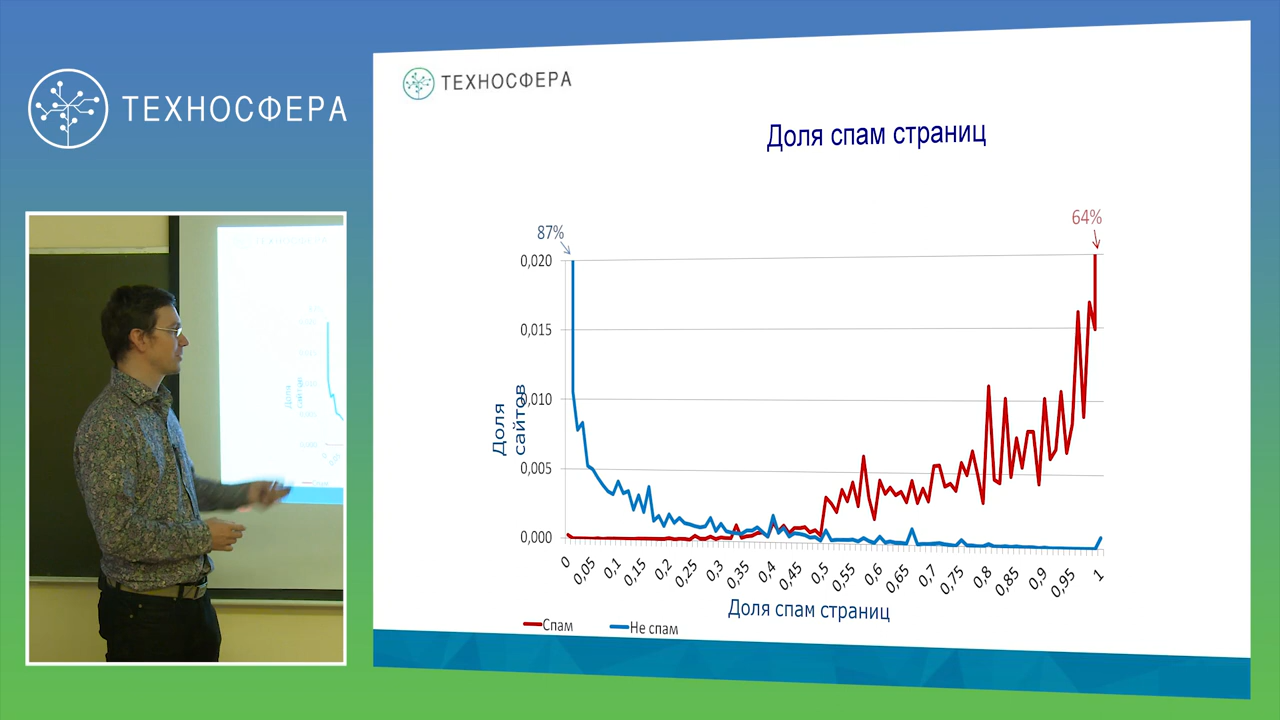 ТЕХНОСФЕРА
ТЕХНОСФЕРА
Доля спам страниц
87%
64%
0,020
0,015
0,010
0,005
0,000
Доля
сайтов
0 0,05 0,1 0,15 0,2 0,25 0,3 0,35 0,4 0,45 0,5 0,55 0,6 0,65 0,7 0,75 0,8 0,85 0,9 0,95 1
Доля спам страниц
Спам Не спам